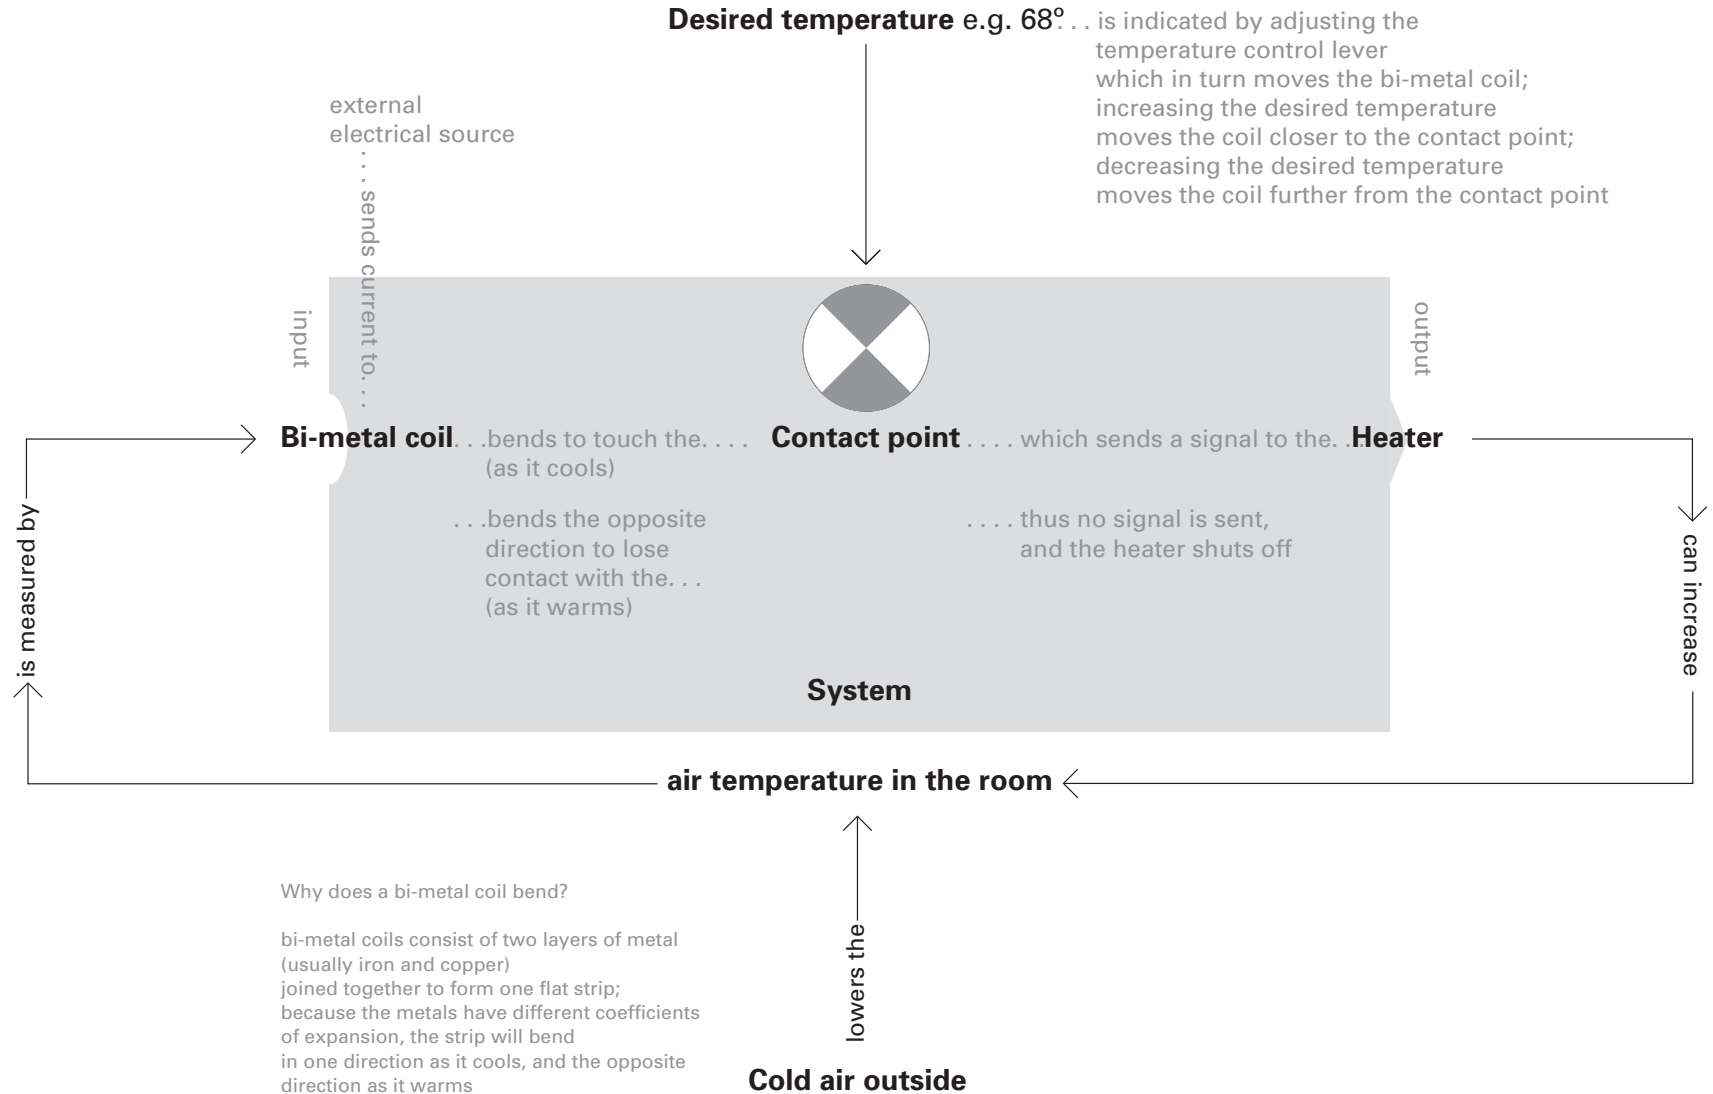 Desired temperature e.g. 68º. . . is indicated by adjusting the
temperature control lever
which in turn moves the bi-metal coil;
increasing the desired temperature
moves the coil closer to the contact point;
decreasing the desired temperature
moves the coil further from the contact point
external
electrical source
. . . sends current to. . .
input
output
Bi-metal coil. . .bends to touch the. . . . Contact point . . . . which sends a signal to the. . . Heater
(as it cools)
. . .bends the opposite
direction to lose
contact with the. . .
(as it warms)
. . . . thus no signal is sent,
and the heater shuts off
System
is measured by
can increase
air temperature in the room
lowers the
Cold air outside
Why does a bi-metal coil bend?
bi-metal coils consist of two layers of metal
(usually iron and copper)
joined together to form one flat strip;
because the metals have different coefficients
of expansion, the strip will bend
in one direction as it cools, and the opposite
direction as it warms